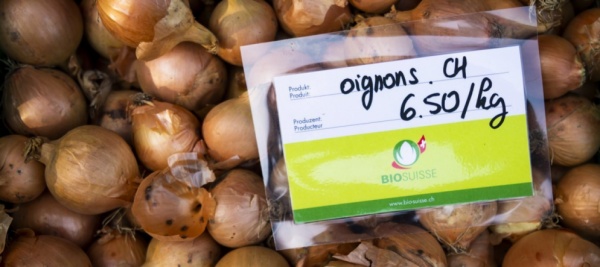 Produkt:
Produit: oignons. CH
6.50/kg
Produzent:
Producteur:
BIOSUISSE
www.biosuisse.ch